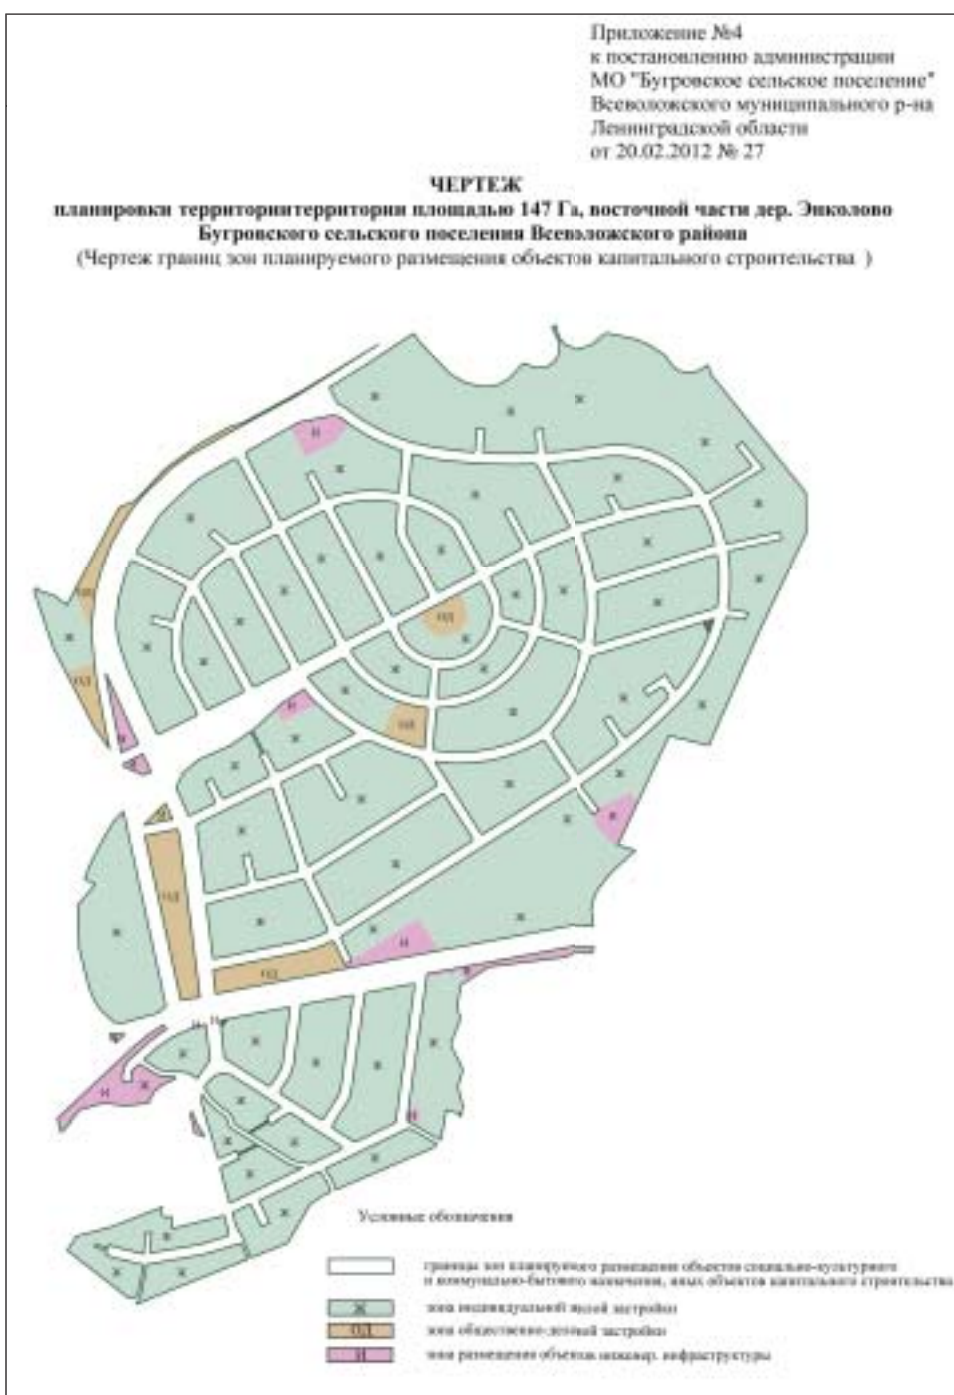 Приложение №4
к постановлению администрации
МО "Бугровское сельское поселение"
Всеволожского муниципального р-на
Ленинградской области
от 20.02.2012 № 27
ЧЕРТЕЖ
планировки территориитерритории площадью 147 Га, восточной части дер. Энколово
Бугровского сельского поселения Всеволожского района
(Чертеж границ зон планируемого размещения объектов капитального строительства )
Условные обозначения
границы зон планируемого размещения объектов социально-культурного
и коммунально-бытового назначения, иных объектов капитального строительства
Ж зона индивидуальной жилой застройки
ОД зона общественно-деловой застройки
И зона размещения объектов инженер. инфраструктуры